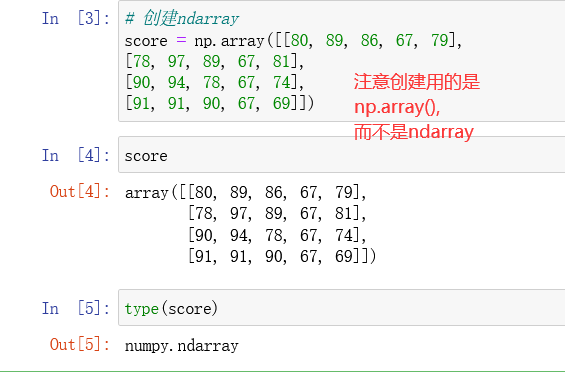 In [3]:
# 创建ndarray
score = np.array([[80, 89, 86, 67, 79],
[78, 97, 89, 67, 81],
[90, 94, 78, 67, 74],
[91, 91, 90, 67, 69]])
注意创建用的是
np.array(),
而不是ndarray
In [4]:
score
Out[4]:
array([[80, 89, 86, 67, 79],
[78, 97, 89, 67, 81],
[90, 94, 78, 67, 74],
[91, 91, 90, 67, 69]])
In [5]:
type(score)
Out[5]:
numpy.ndarray